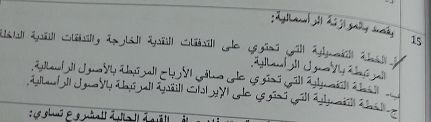 15 يقصد بالموازنة الرأسمالية:
أ- الخطة التفصيلية التي تحتوي على التدفقات النقدية الخارجة والتدفقات النقدية الداخلة
المرتبطة بالأصول الرأسمالية.
ب- الخطة التفصيلية التي تحتوي على صافي الأرباح المرتبطة بالأصول الرأسمالية.
ج- الخطة التفصيلية التي تحتوي على الإيرادات النقدية المرتبطة بالأصول الرأسمالية.
صافي القيمة الحالية للمشروع تساوي: